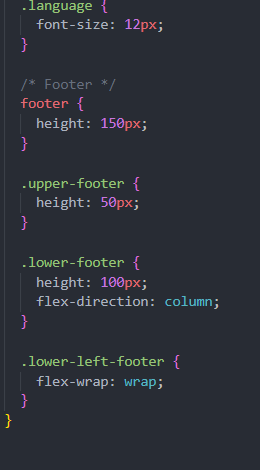 .language {
font-size: 12px;
}
/* Footer */
footer {
height: 150px;
}
.upper-footer {
height: 50px;
}
.lower-footer {
height: 100px;
flex-direction: column;
}
.lower-left-footer {
flex-wrap: wrap;
}
}